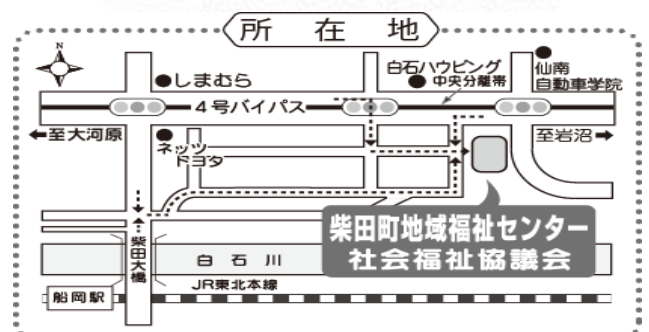 所在地
N
しまむら
白石ハウビング
中央分離帯
仙南
自動車学院
4号バイパス
←至大河原
ネッツ
トヨタ
至岩沼➡
柴田町地域福祉センター
社会福祉協議会
柴田大橋
白石川
JR東北本線
船岡駅